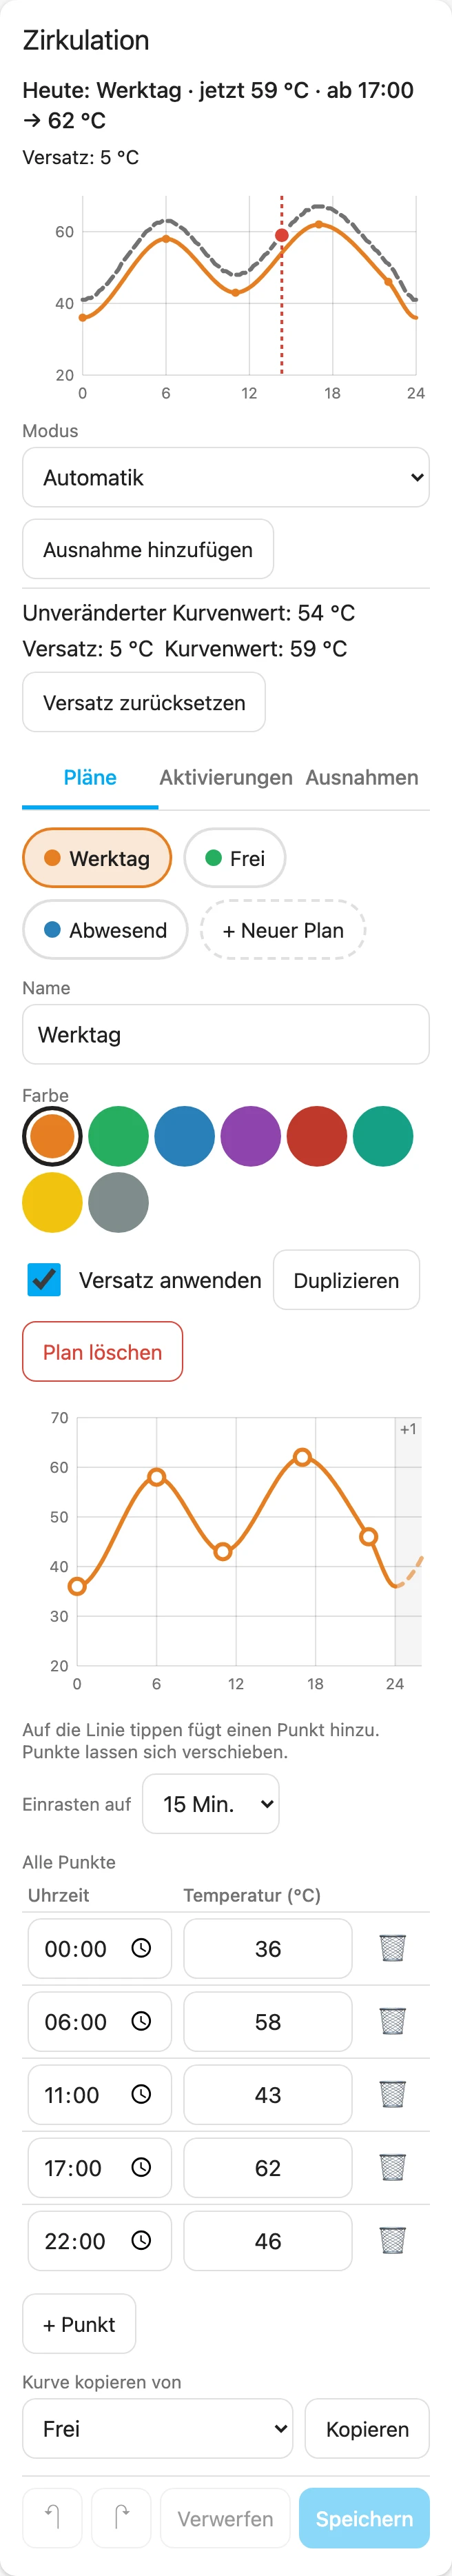 Zirkulation
Heute: Werktag · jetzt 59 °C · ab 17:00
→ 62 °C
Versatz: 5 °C
60
40
20
0 6 12 18 24
Modus
Automatik
Ausnahme hinzufügen
Unveränderter Kurvenwert: 54 °C
Versatz: 5 °C Kurvenwert: 59 °C
Versatz zurücksetzen
Pläne Aktivierungen Ausnahmen
Werktag Frei
Abwesend + Neuer Plan
Name
Werktag
Farbe
Versatz anwenden Duplizieren
Plan löschen
70
+1
60
50
40
30
20
0 6 12 18 24
Auf die Linie tippen fügt einen Punkt hinzu.
Punkte lassen sich verschieben.
Einrasten auf 15 Min.
Alle Punkte
Uhrzeit Temperatur (°C)
00:00 36
06:00 58
11:00 43
17:00 62
22:00 46
+ Punkt
Kurve kopieren von
Frei Kopieren
Verwerfen Speichern